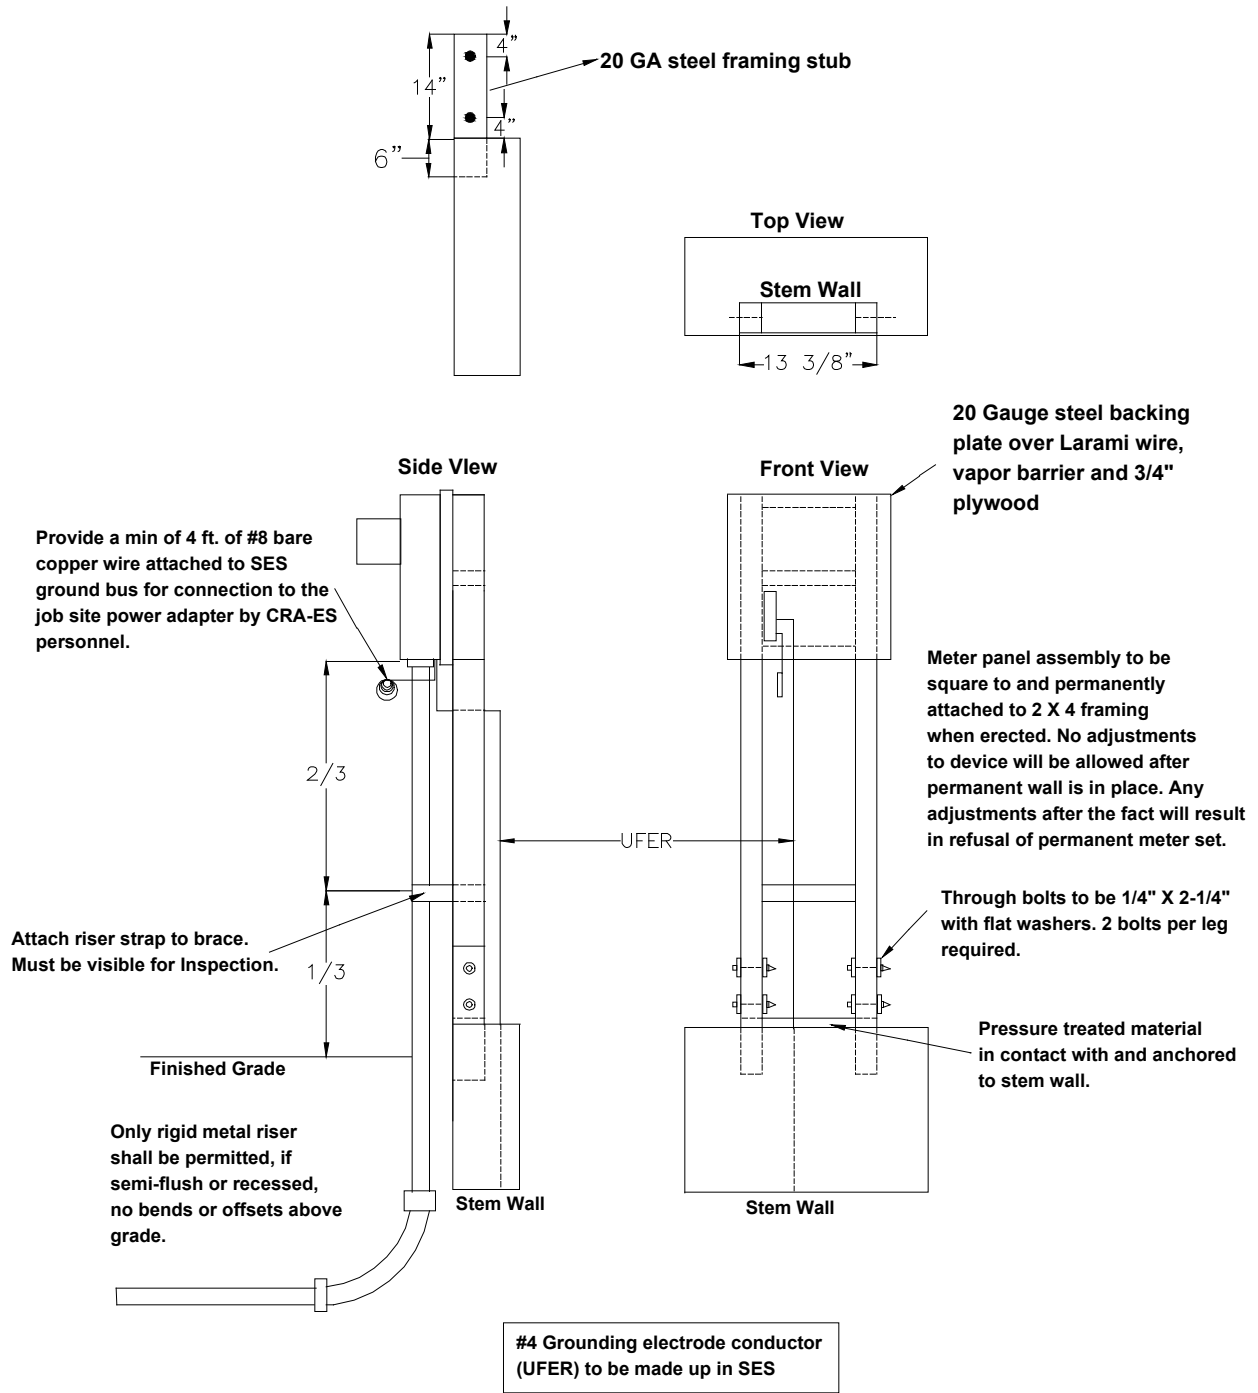 4”
20 GA steel framing stub
14”
4”
6”
Top View
Stem Wall
13 3/8”
20 Gauge steel backing
plate over Larami wire,
vapor barrier and 3/4"
plywood
Side VIew
Front View
Provide a min of 4 ft. of #8 bare
copper wire attached to SES
ground bus for connection to the
job site power adapter by CRA-ES
personnel.
Meter panel assembly to be
square to and permanently
attached to 2 X 4 framing
when erected. No adjustments
to device will be allowed after
permanent wall is in place. Any
adjustments after the fact will result
in refusal of permanent meter set.
2/3
UFER
Through bolts to be 1/4" X 2-1/4"
with flat washers. 2 bolts per leg
required.
Attach riser strap to brace.
Must be visible for Inspection.
1/3
Pressure treated material
in contact with and anchored
to stem wall.
Finished Grade
Only rigid metal riser
shall be permitted, if
semi-flush or recessed,
no bends or offsets above
grade.
Stem Wall
Stem Wall
#4 Grounding electrode conductor
(UFER) to be made up in SES